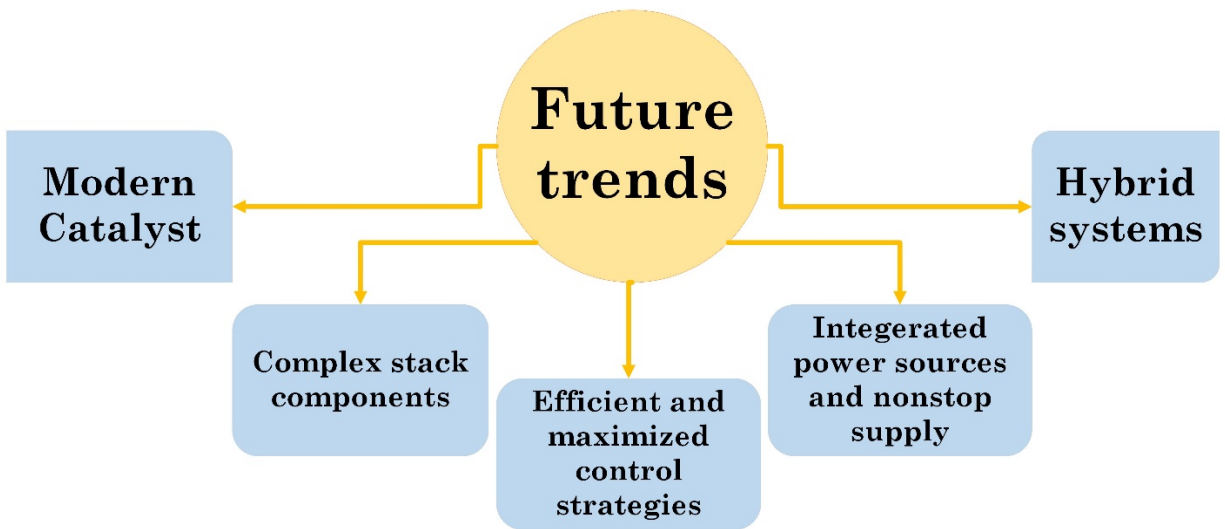 Future
trends
Modern
Catalyst
Hybrid
systems
Complex stack
components
Efficient and
maximized
control
strategies
Integerated
power sources
and nonstop
supply